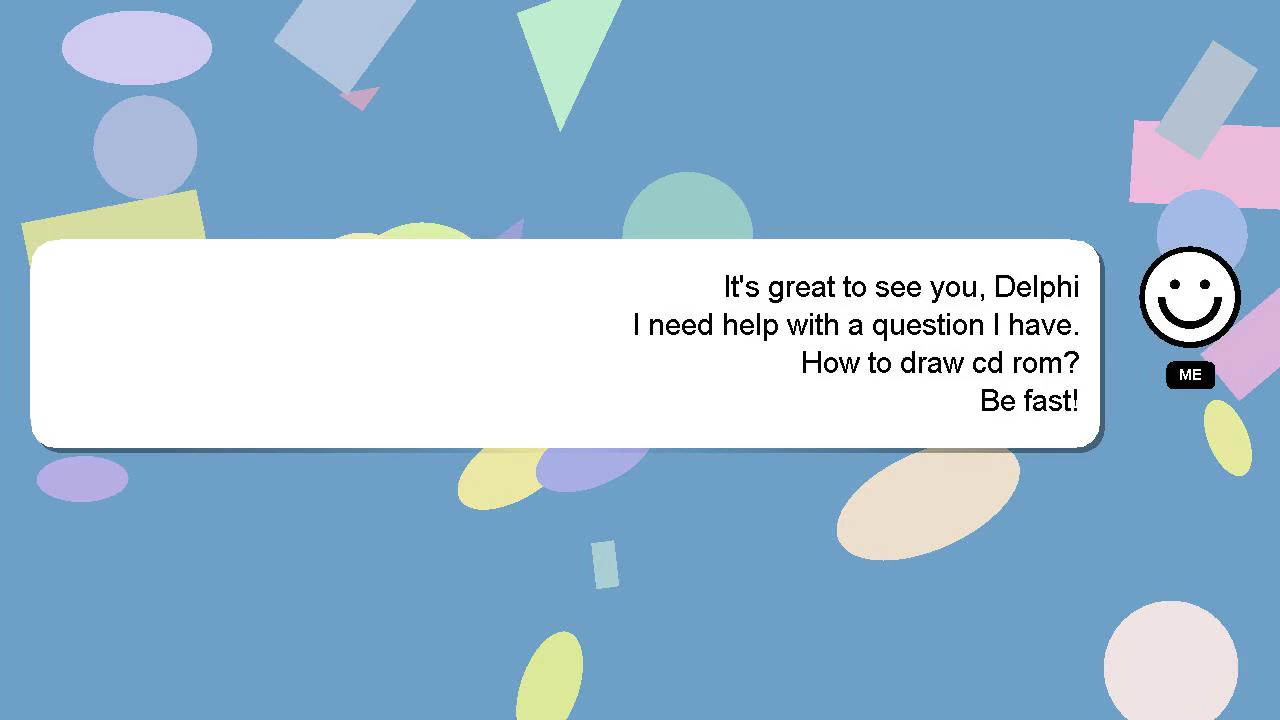 It's great to see you, Delphi
I need help with a question I have.
How to draw cd rom?
Be fast!
ME